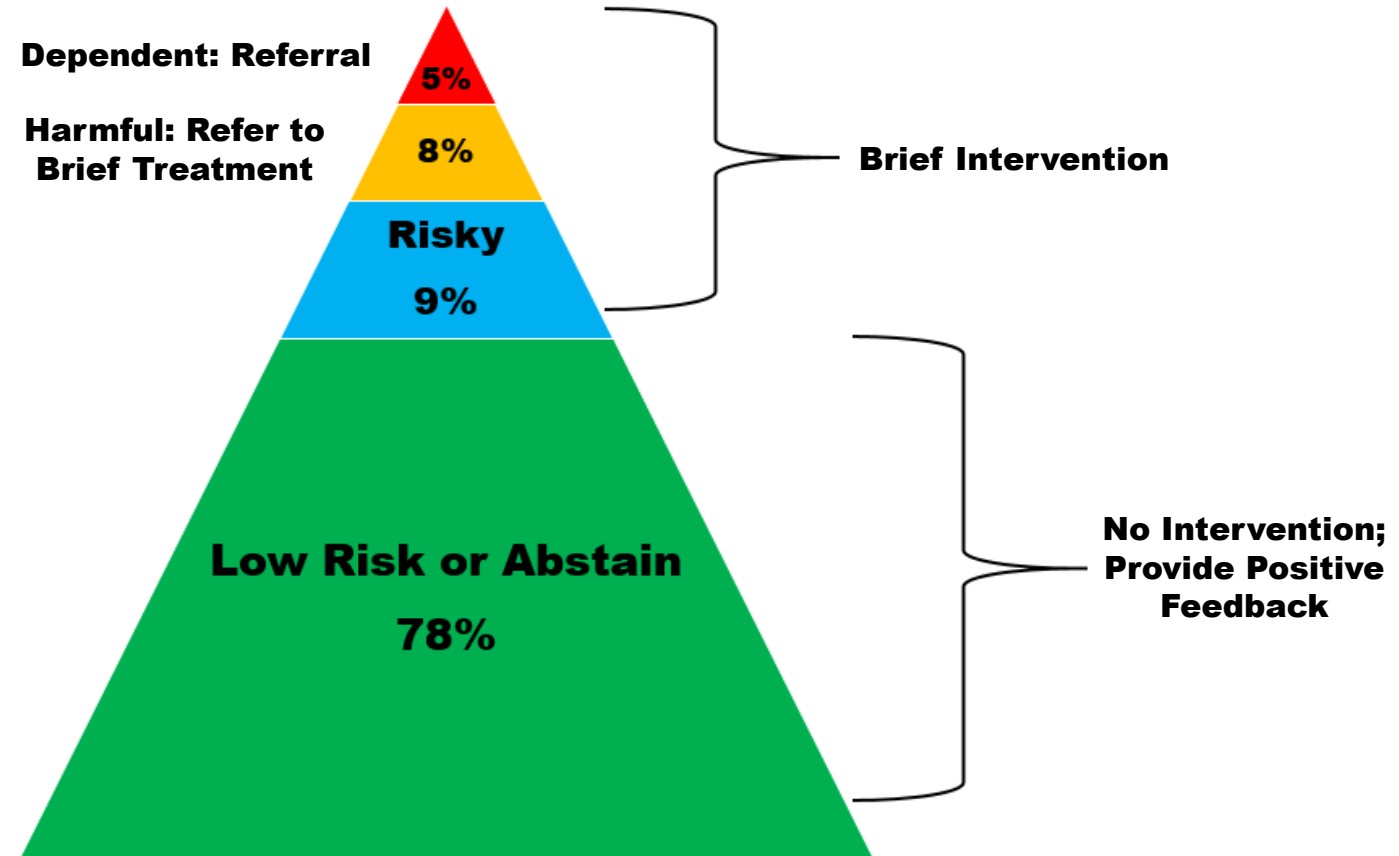 Dependent: Referral
5%
Harmful: Refer to
Brief Treatment
8%
Brief Intervention
Risky
9%
Low Risk or Abstain
78%
No Intervention;
Provide Positive
Feedback